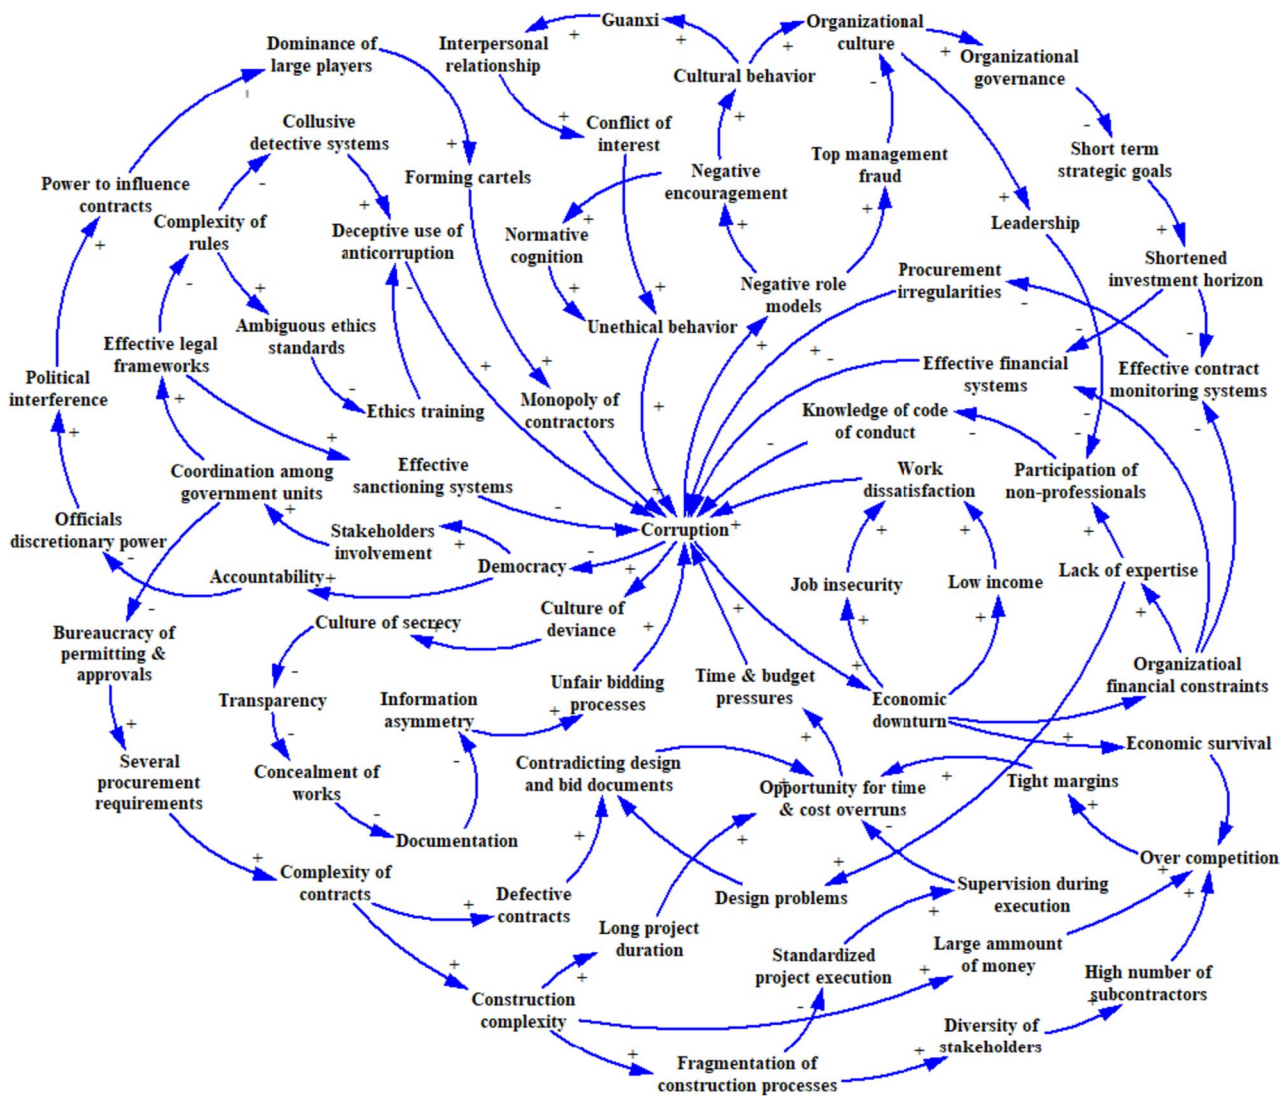 Guanxi
Organizational
culture
Dominance of
large players
Interpersonal
relationship
Organizational
governance
Cultural behavior
Collusive
detective systems
Conflict of
interest
Short term
strategic goals
Top management
fraud
Power to influence
contracts
Forming cartels
Negative
encouragement
Complexity of
rules
Deceptive use of
anticorruption
Normative
cognition
Leadership
Shortened
investment horizon
Procurement
irregularities
Negative role
models
Ambiguous ethics
standards
Unethical behavior
Effective legal
frameworks
Political
interference
Effective financial
systems
Effective contract
monitoring systems
Ethics training
Monopoly of
contractors
Knowledge of code
of conduct
Coordination among
government units
Effective
sanctioning systems
Work
dissatisfaction
Participation of
non-professionals
Officials
discretionary power
Stakeholders
involvement
Corruption
Democracy
Accountability
Job insecurity
Low income
Lack of expertise
Culture of
deviance
Culture of secrecy
Bureaucracy of
permitting &
approvals
Transparency
Information
asymmetry
Unfair bidding
processes
Time & budget
pressures
Economic
downturn
Organizatioal
financial constraints
Economic survival
Several
procurement
requirements
Concealment of
works
Contradicting design
and bid documents
Opportunity for time
& cost overruns
Tight margins
Documentation
Over competition
Complexity of
contracts
Defective
contracts
Design problems
Supervision during
execution
Long project
duration
Standardized
project execution
Large ammount
of money
High number of
subcontractors
Construction
complexity
Diversity of
stakeholders
Fragmentation of
construction processes